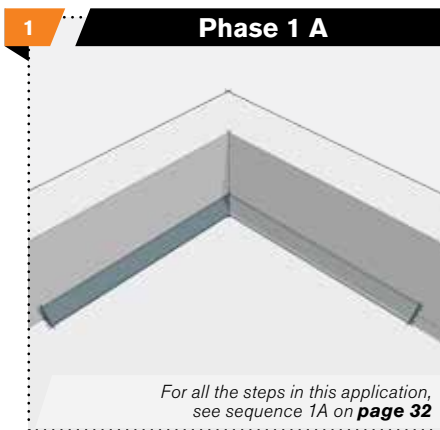 1
Phase 1 A
For all the steps in this application,
see sequence 1A on page 32